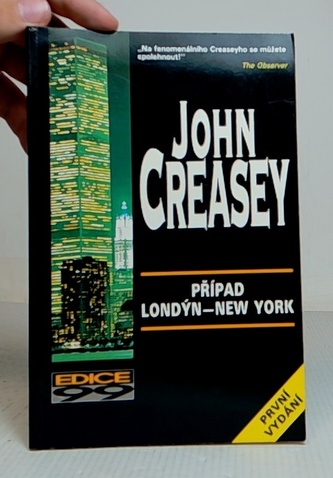 „Na fenomenálního Creaseyho se můžete
spolehnout!"
The Observer
JOHN
CREASEY
PŘÍPAD
LONDÝN–NEW YORK
EDICE
99
PRVNÍ
VYDÁNÍ